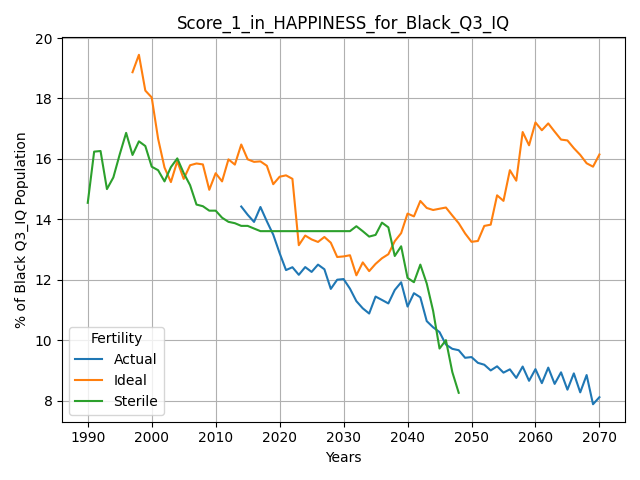 Score_1_in_HAPPINESS_for_Black_Q3_IQ
% of Black Q3_IQ Population
20
18
16
14
12
10
8
Fertility
Actual
Ideal
Sterile
1990 2000 2010 2020 2030 2040 2050 2060 2070
Years